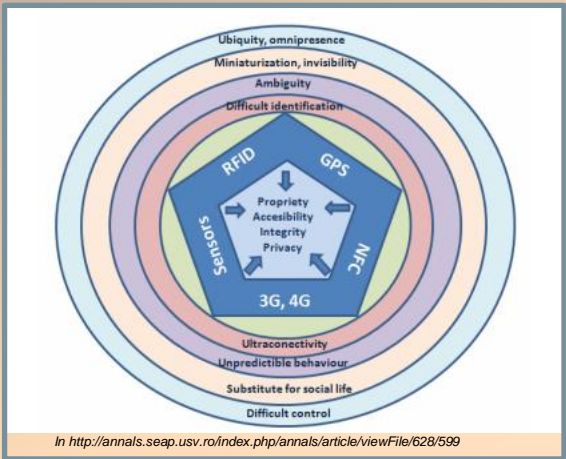 Ubiquity, omnipresence
Miniaturization, invisibility
Ambiguity
Difficult identification
RFID
GPS
Propriety
Accesibility
Integrity
Privacy
Sensors
NFC
3G, 4G
Ultraconectivity
Unpredictible behaviour
Substitute for social life
Difficult control
In http://annals.seap.usv.ro/index.php/annals/article/viewFile/628/599